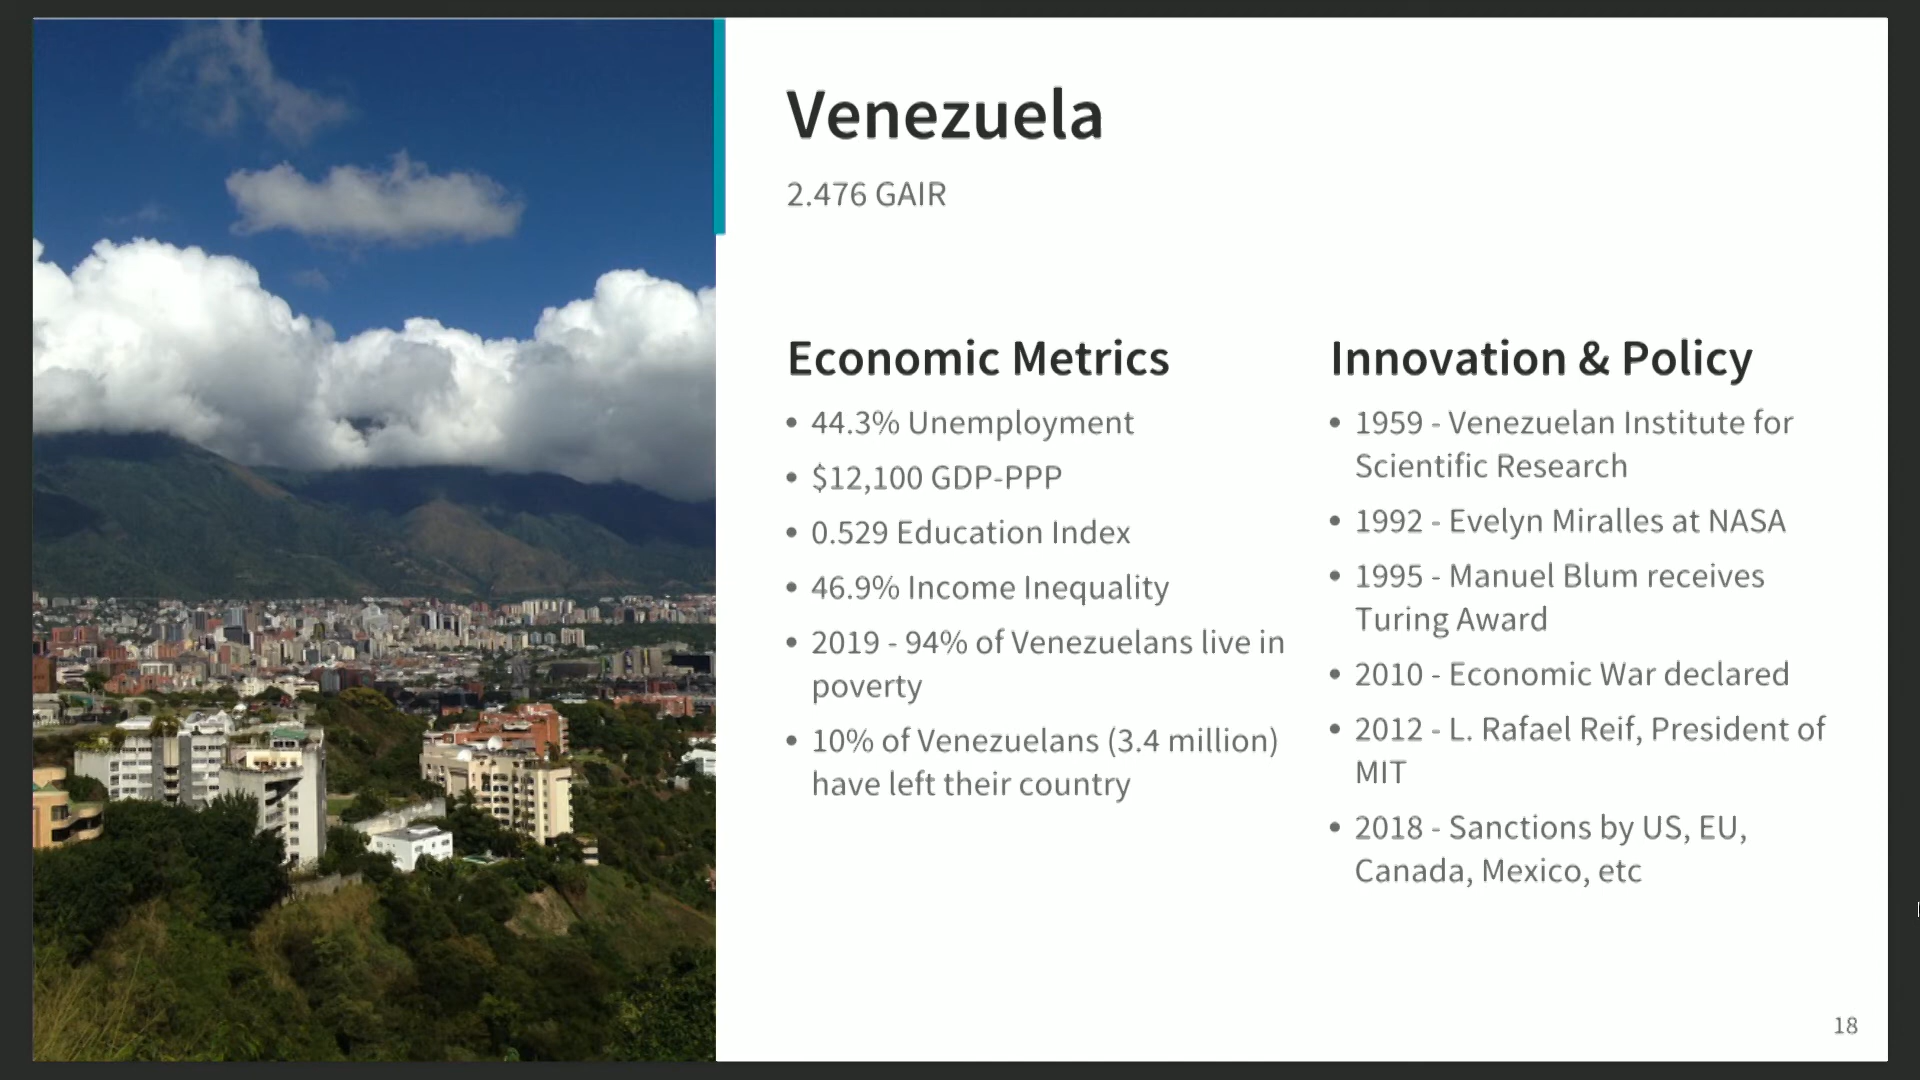 Venezuela
2.476 GAIR
Economic Metrics
• 44.3% Unemployment
• $12,100 GDP-PPP
• 0.529 Education Index
• 46.9% Income Inequality
• 2019 - 94% of Venezuelans live in
poverty
• 10% of Venezuelans (3.4 million)
have left their country
Innovation & Policy
• 1959 - Venezuelan Institute for
Scientific Research
• 1992 - Evelyn Miralles at NASA
• 1995 - Manuel Blum receives
Turing Award
• 2010 - Economic War declared
• 2012 - L. Rafael Reif, President of
MIT
• 2018 - Sanctions by US, EU,
Canada, Mexico, etc
18